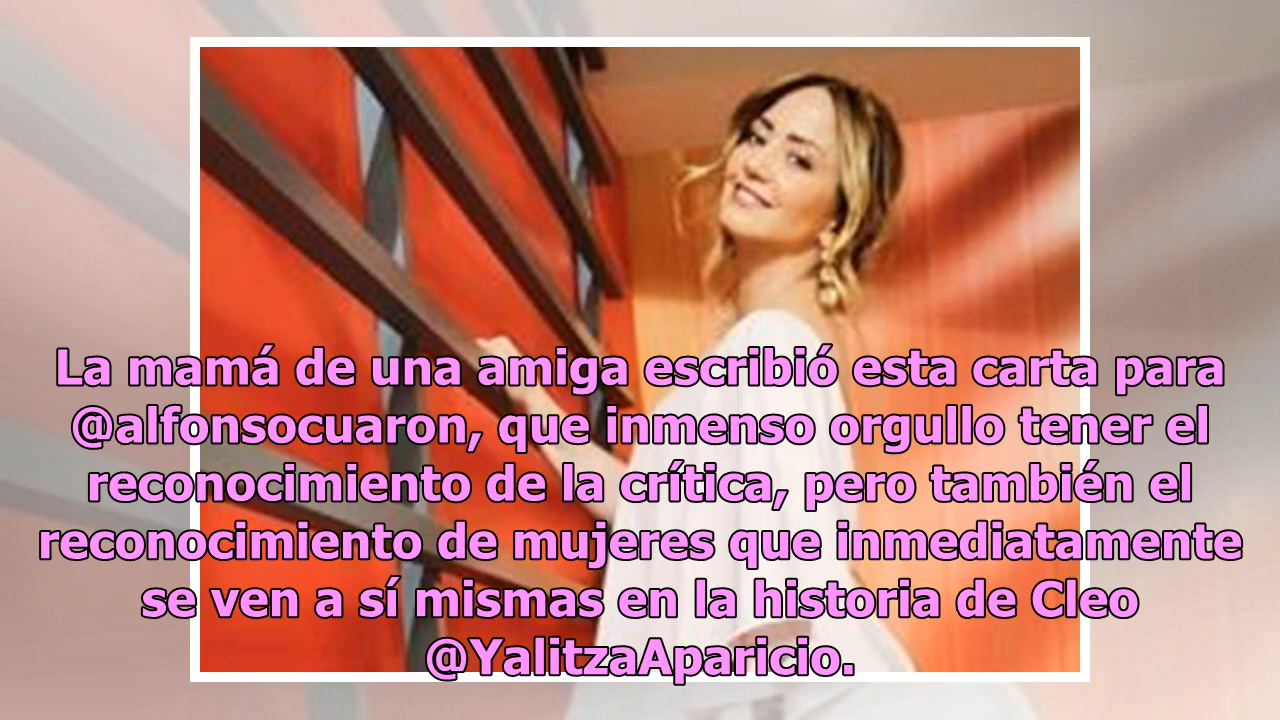 La mamá de una amiga escribió esta carta para
@alfonsocuaron, que inmenso orgullo tener el
reconocimiento de la crítica, pero también el
reconocimiento de mujeres que inmediatamente
se ven a sí mismas en la historia de Cleo
@YalitzaAparicio.